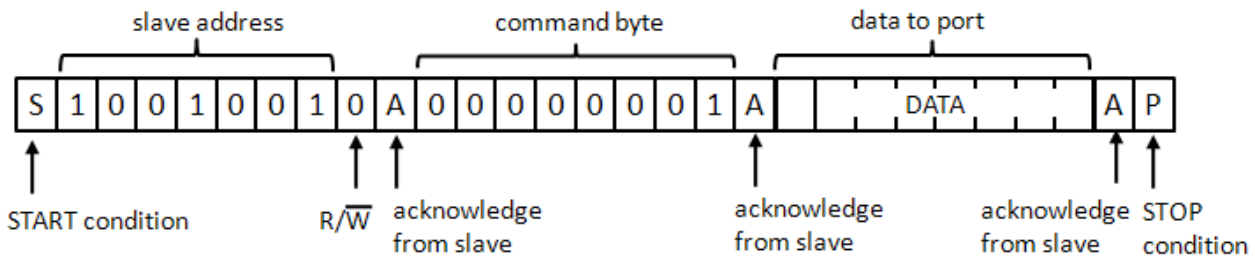 slave address command byte data to port
S 1 0 0 1 0 0 1 0 A 0 0 0 0 0 0 0 1 A DATA A P
START condition R/W̅ acknowledge from slave acknowledge from slave acknowledge from slave STOP condition